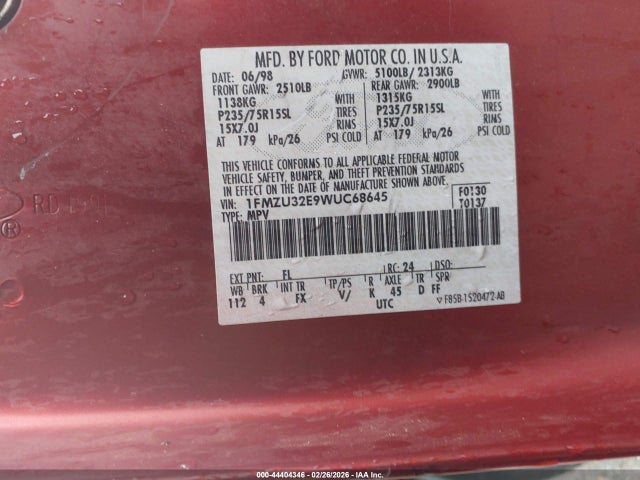 MFD. BY FORD MOTOR CO. IN U.S.A.
DATE: 06/98 GVWR: 5100LB/ 2313KG
FRONT GAWR: 2510LB REAR GAWR: 2900LB
1138KG WITH 1315KG WITH
P235/75R15SL TIRES P235/75R15SL TIRES
15X7.0J RIMS 15X7.0J RIMS
AT 179 kPa/26 PSI COLD AT 179 kPa/26 PSI COLD
THIS VEHICLE CONFORMS TO ALL APPLICABLE FEDERAL MOTOR
VEHICLE SAFETY, BUMPER, AND THEFT PREVENTION STANDARDS
IN EFFECT ON THE DATE OF MANUFACTURE SHOWN ABOVE.
VIN: 1FMZU32E9WUC68645 F0130
TYPE: MPV T0137
EXT PNT: FL RC: 24 DSO:
WB BRK INT TR TP/PS R AXLE TR SPR
112 4 FX V/ K 45 D FF
UTC F85B-1520472-AB
®
000-44404346 | 02/26/2026 - IAA Inc.